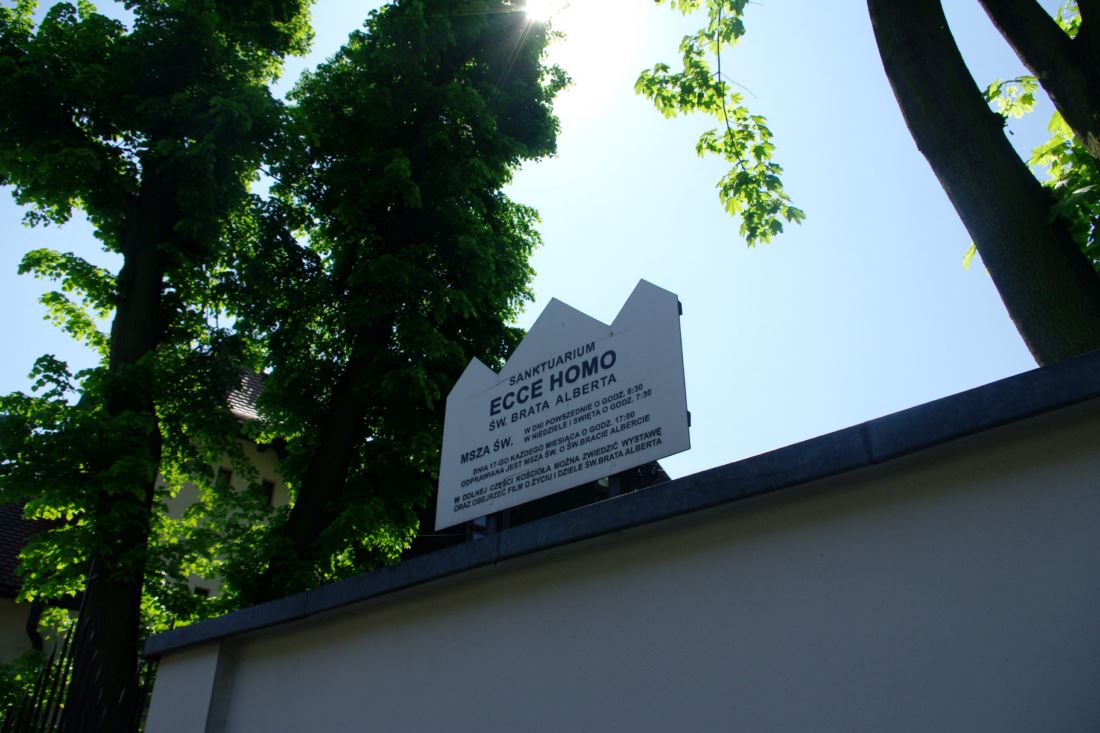 SANKTUARIUM
ECCE HOMO
ŚW. BRATA ALBERTA
MSZA ŚW. W DNI POWSZEDNIE O GODZ. 6:30
W NIEDZIELE I ŚWIĘTA O GODZ. 7:30
DNIA 17-GO KAŻDEGO MIESIĄCA O GODZ. 17:00
ODPRAWIANA JEST MSZA ŚW. O ŚW.BRACIE ALBERCIE
W DOLNEJ CZĘŚCI KOŚCIOŁA MOŻNA ZWIEDZIĆ WYSTAWĘ
ORAZ OBEJRZEĆ FILM O ŻYCIU I DZIELE ŚW.BRATA ALBERTA